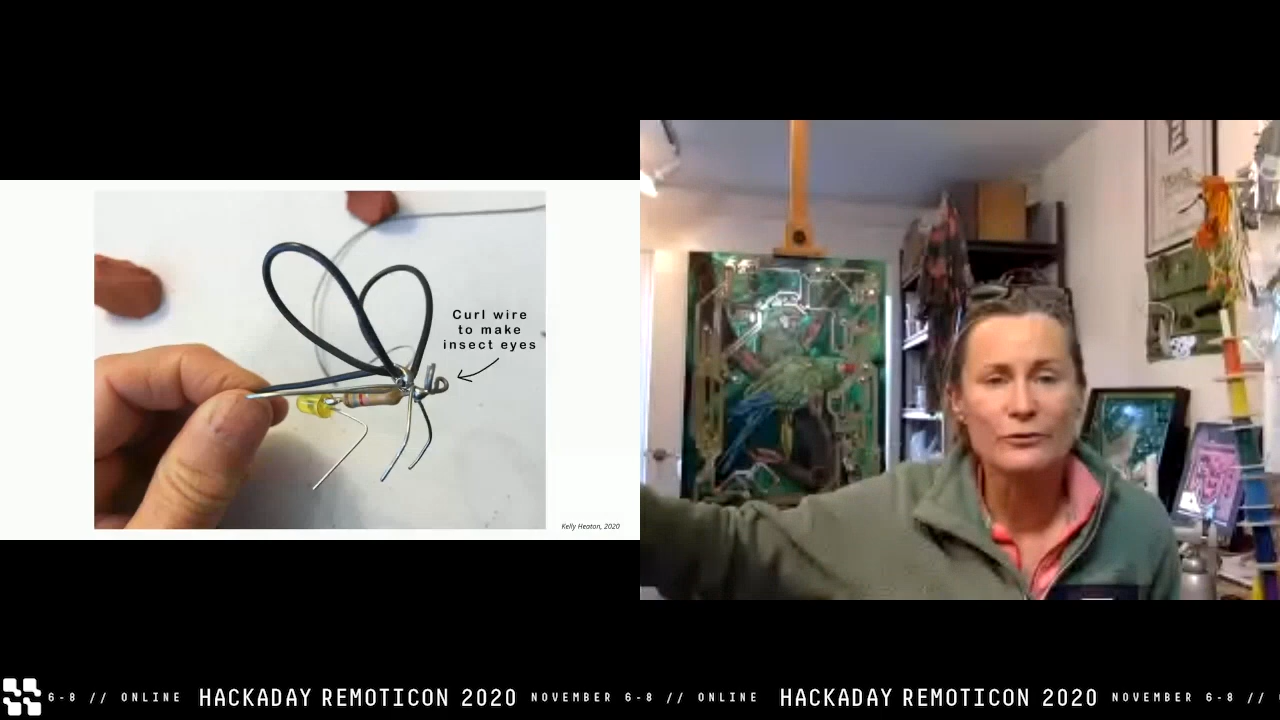 Curl wire
to make
insect eyes
Kelly Heaton, 2020
6-8 // ONLINE HACKADAY REMOTICON 2020 NOVEMBER 6-8 // ONLINE HACKADAY REMOTICON 2020 NOVEMBER 6-8 //